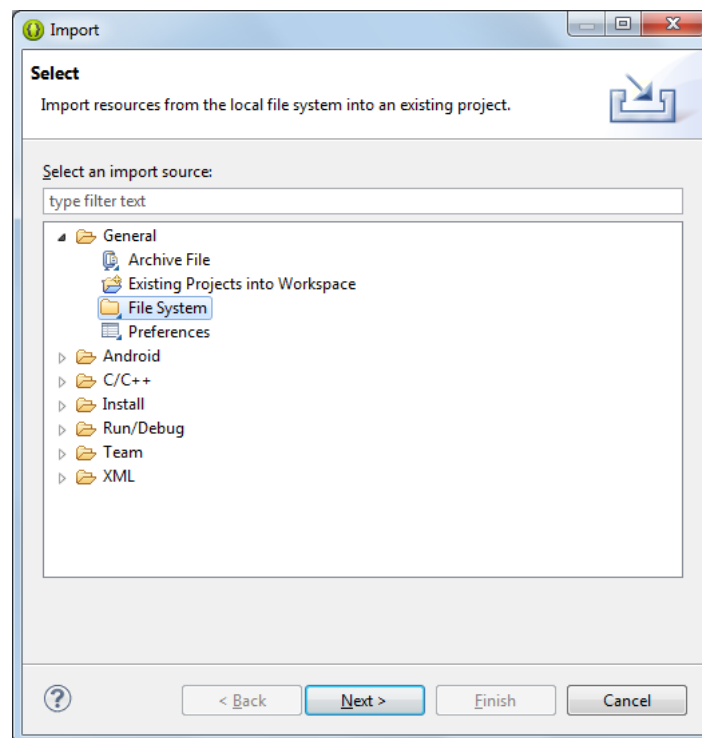 Import
Select
Import resources from the local file system into an existing project.
Select an import source:
type filter text
General
Archive File
Existing Projects into Workspace
File System
Preferences
Android
C/C++
Install
Run/Debug
Team
XML
?
< Back
Next >
Finish
Cancel